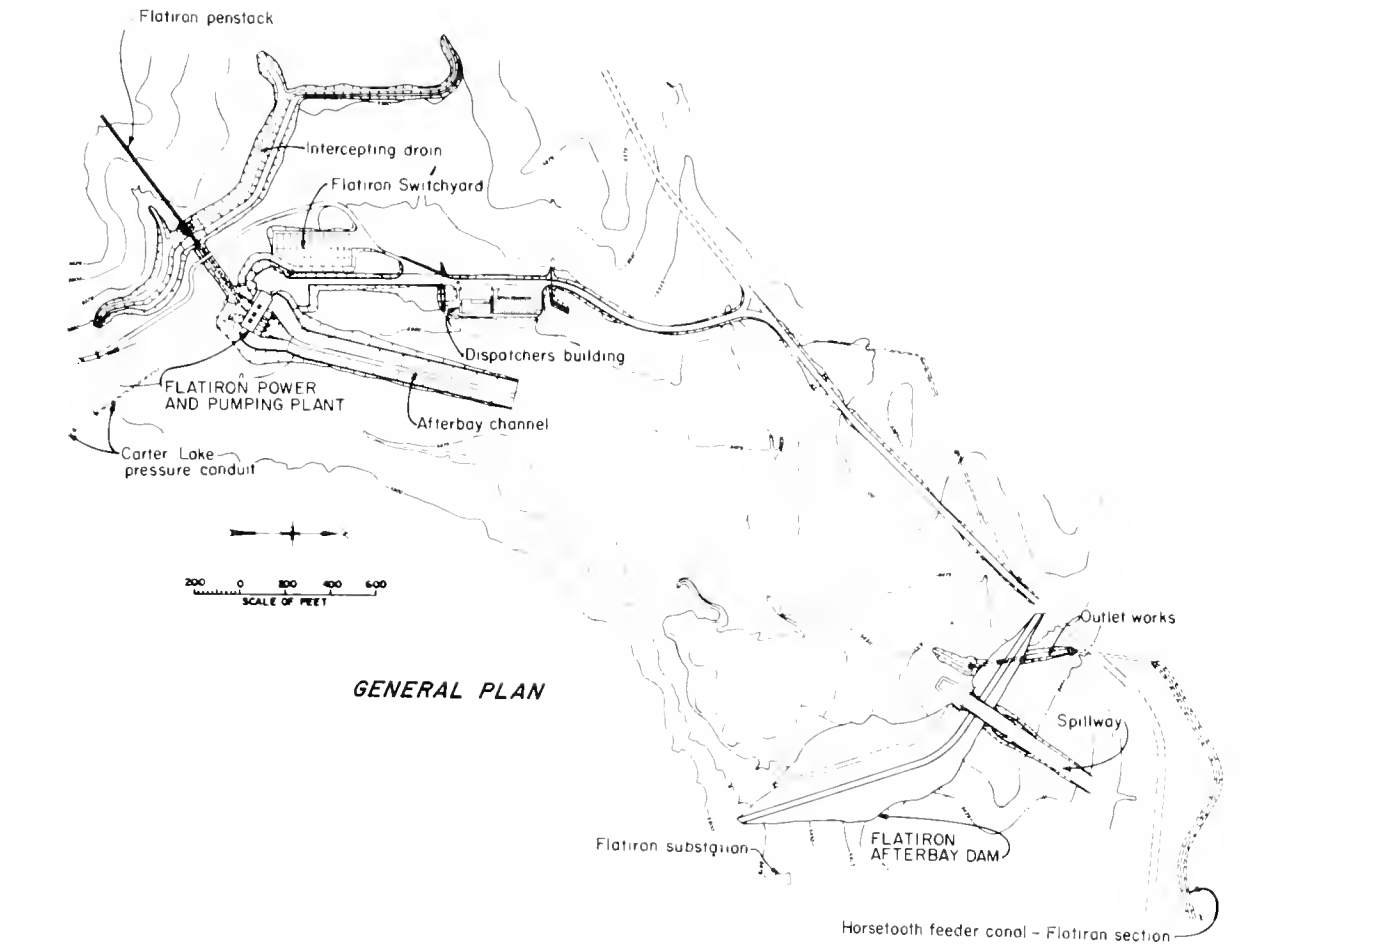 Flatiron penstock
Intercepting drain
Flatiron Switchyard
Dispatchers building
FLATIRON POWER
AND PUMPING PLANT
Afterbay channel
Carter Lake
pressure conduit
200 0 200 400 600
SCALE OF FEET
GENERAL PLAN
Outlet works
Spillway
Flatiron substation
FLATIRON
AFTERBAY DAM
Horsetooth feeder canal - Flatiron section